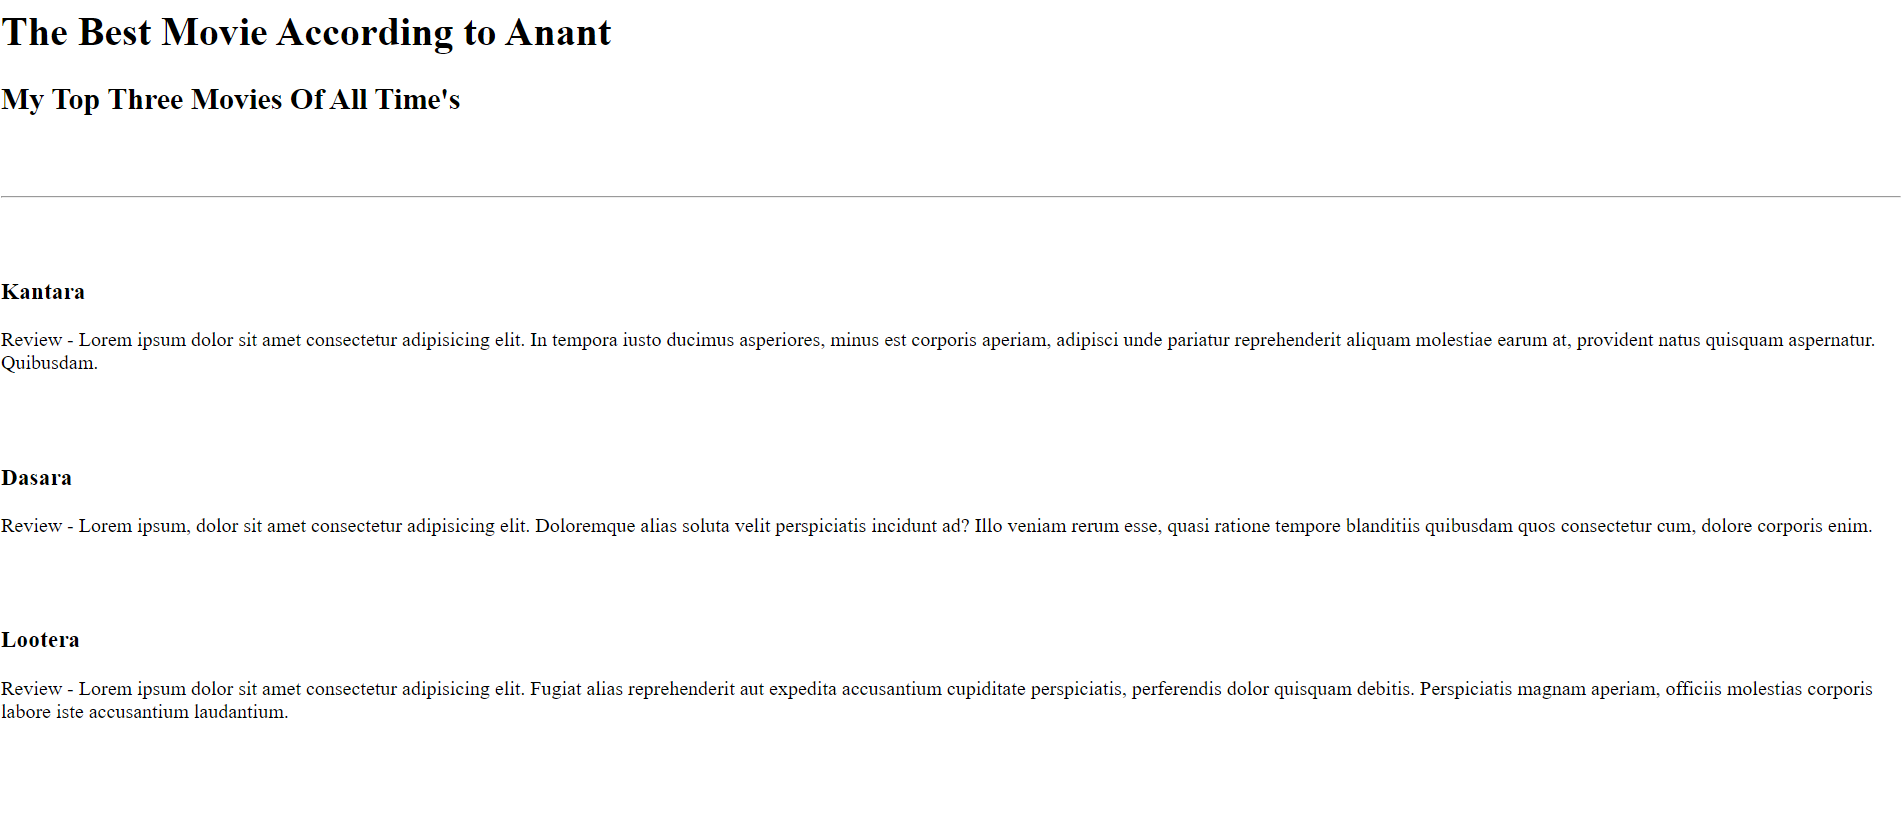 The Best Movie According to Anant
My Top Three Movies Of All Time's
Kantara
Review - Lorem ipsum dolor sit amet consectetur adipisicing elit. In tempora iusto ducimus asperiores, minus est corporis aperiam, adipisci unde pariatur reprehenderit aliquam molestiae earum at, provident natus quisquam aspernatur.
Quibusdam.
Dasara
Review - Lorem ipsum, dolor sit amet consectetur adipisicing elit. Doloremque alias soluta velit perspiciatis incidunt ad? Illo veniam rerum esse, quasi ratione tempore blanditiis quibusdam quos consectetur cum, dolore corporis enim.
Lootera
Review - Lorem ipsum dolor sit amet consectetur adipisicing elit. Fugiat alias reprehenderit aut expedita accusantium cupiditate perspiciatis, perferendis dolor quisquam debitis. Perspiciatis magnam aperiam, officiis molestias corporis
labore iste accusantium laudantium.